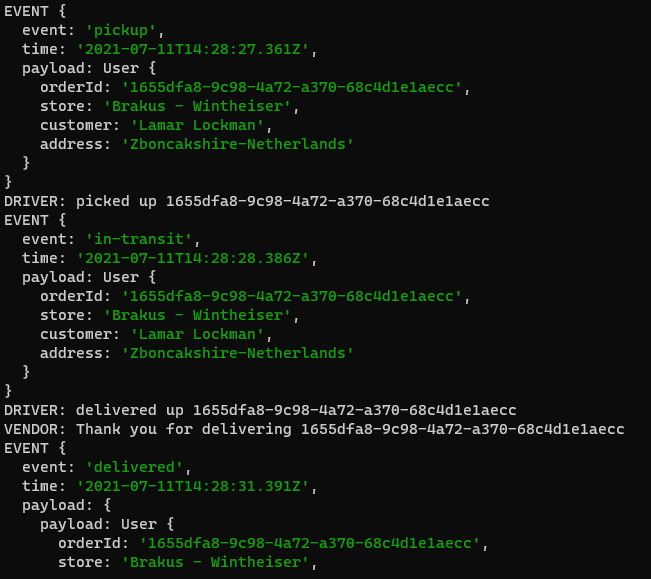 EVENT {
  event: 'pickup',
  time: '2021-07-11T14:28:27.361Z',
  payload: User {
    orderId: '1655dfa8-9c98-4a72-a370-68c4d1e1aecc',
    store: 'Brakus - Wintheiser',
    customer: 'Lamar Lockman',
    address: 'Zboncakshire-Netherlands'
  }
}
DRIVER: picked up 1655dfa8-9c98-4a72-a370-68c4d1e1aecc
EVENT {
  event: 'in-transit',
  time: '2021-07-11T14:28:28.386Z',
  payload: User {
    orderId: '1655dfa8-9c98-4a72-a370-68c4d1e1aecc',
    store: 'Brakus - Wintheiser',
    customer: 'Lamar Lockman',
    address: 'Zboncakshire-Netherlands'
  }
}
DRIVER: delivered up 1655dfa8-9c98-4a72-a370-68c4d1e1aecc
VENDOR: Thank you for delivering 1655dfa8-9c98-4a72-a370-68c4d1e1aecc
EVENT {
  event: 'delivered',
  time: '2021-07-11T14:28:31.391Z',
  payload: {
    payload: User {
      orderId: '1655dfa8-9c98-4a72-a370-68c4d1e1aecc',
      store: 'Brakus - Wintheiser',